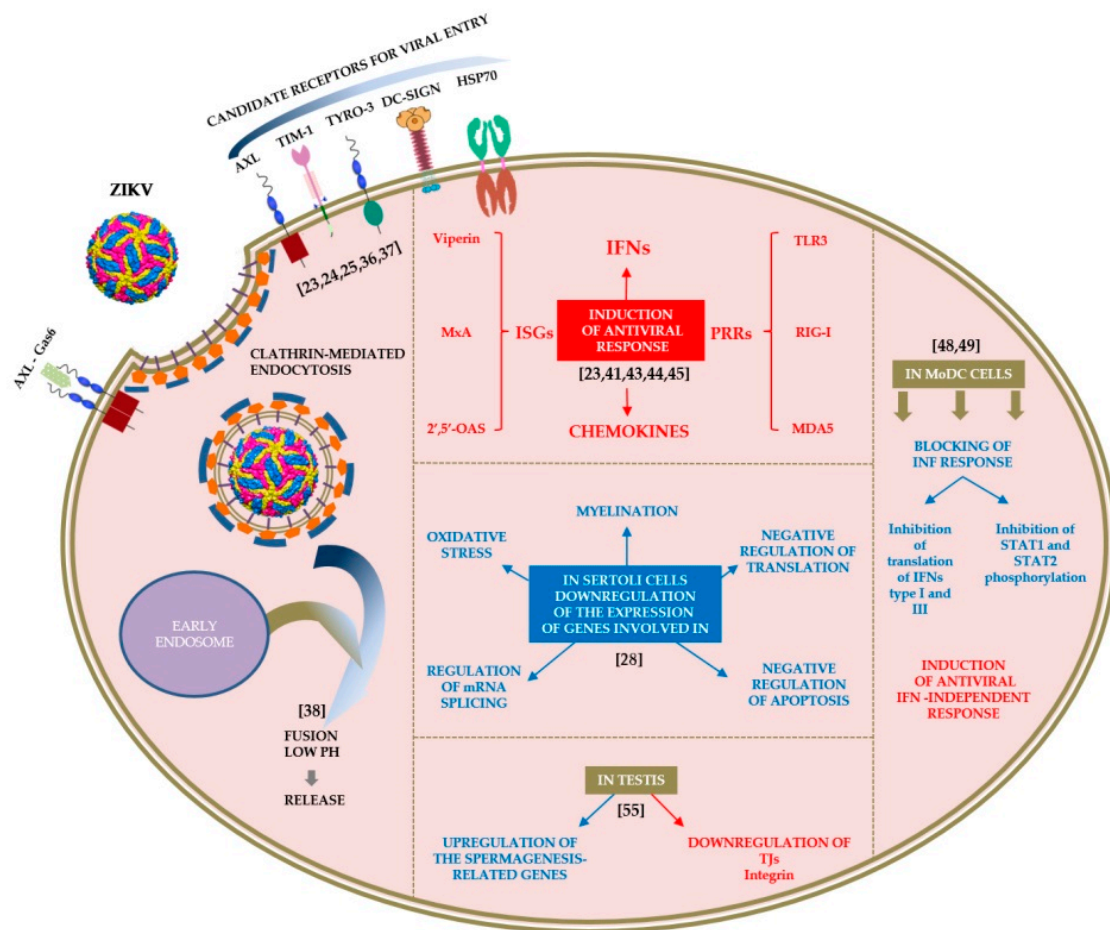 CANDIDATE RECEPTORS FOR VIRAL ENTRY
AXL
TIM-1
TYRO-3
DC-SIGN
HSP70
ZIKV
[23,24,25,36,37]
AXL - Gas6
CLATHRIN-MEDIATED
ENDOCYTOSIS
EARLY
ENDOSOME
[38]
FUSION
LOW PH
RELEASE
Viperin
MxA
2',5'-OAS
ISGs
IFNs
INDUCTION
OF ANTIVIRAL
RESPONSE
[23,41,43,44,45]
CHEMOKINES
PRRs
TLR3
RIG-I
MDA5
MYELINATION
OXIDATIVE
STRESS
NEGATIVE
REGULATION OF
TRANSLATION
IN SERTOLI CELLS
DOWNREGULATION
OF THE EXPRESSION
OF GENES INVOLVED IN
[28]
REGULATION
OF mRNA
SPLICING
NEGATIVE
REGULATION
OF APOPTOSIS
IN TESTIS
[55]
UPREGULATION OF
THE SPERMAGENESIS-
RELATED GENES
DOWNREGULATION OF
TJs
Integrin
[48,49]
IN MoDC CELLS
BLOCKING OF
INF RESPONSE
Inhibition
of
translation
of IFNs
type I and
III
Inhibition of
STAT1 and
STAT2
phosphorylation
INDUCTION
OF ANTIVIRAL
IFN -INDEPENDENT
RESPONSE